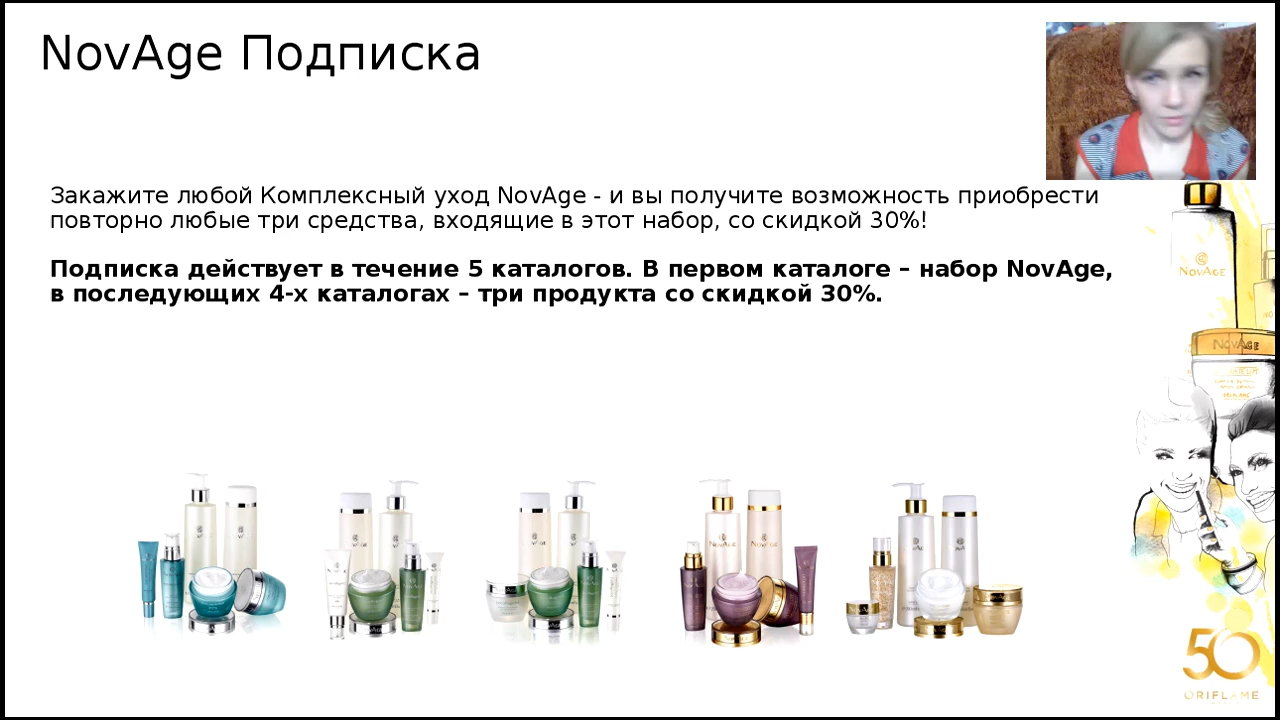 NovAge Подписка
Закажите любой Комплексный уход NovAge - и вы получите возможность приобрести
повторно любые три средства, входящие в этот набор, со скидкой 30%!
Подписка действует в течение 5 каталогов. В первом каталоге – набор NovAge,
в последующих 4-х каталогах – три продукта со скидкой 30%.
NOVAGE
NOVAGE
50
ORIFLAME